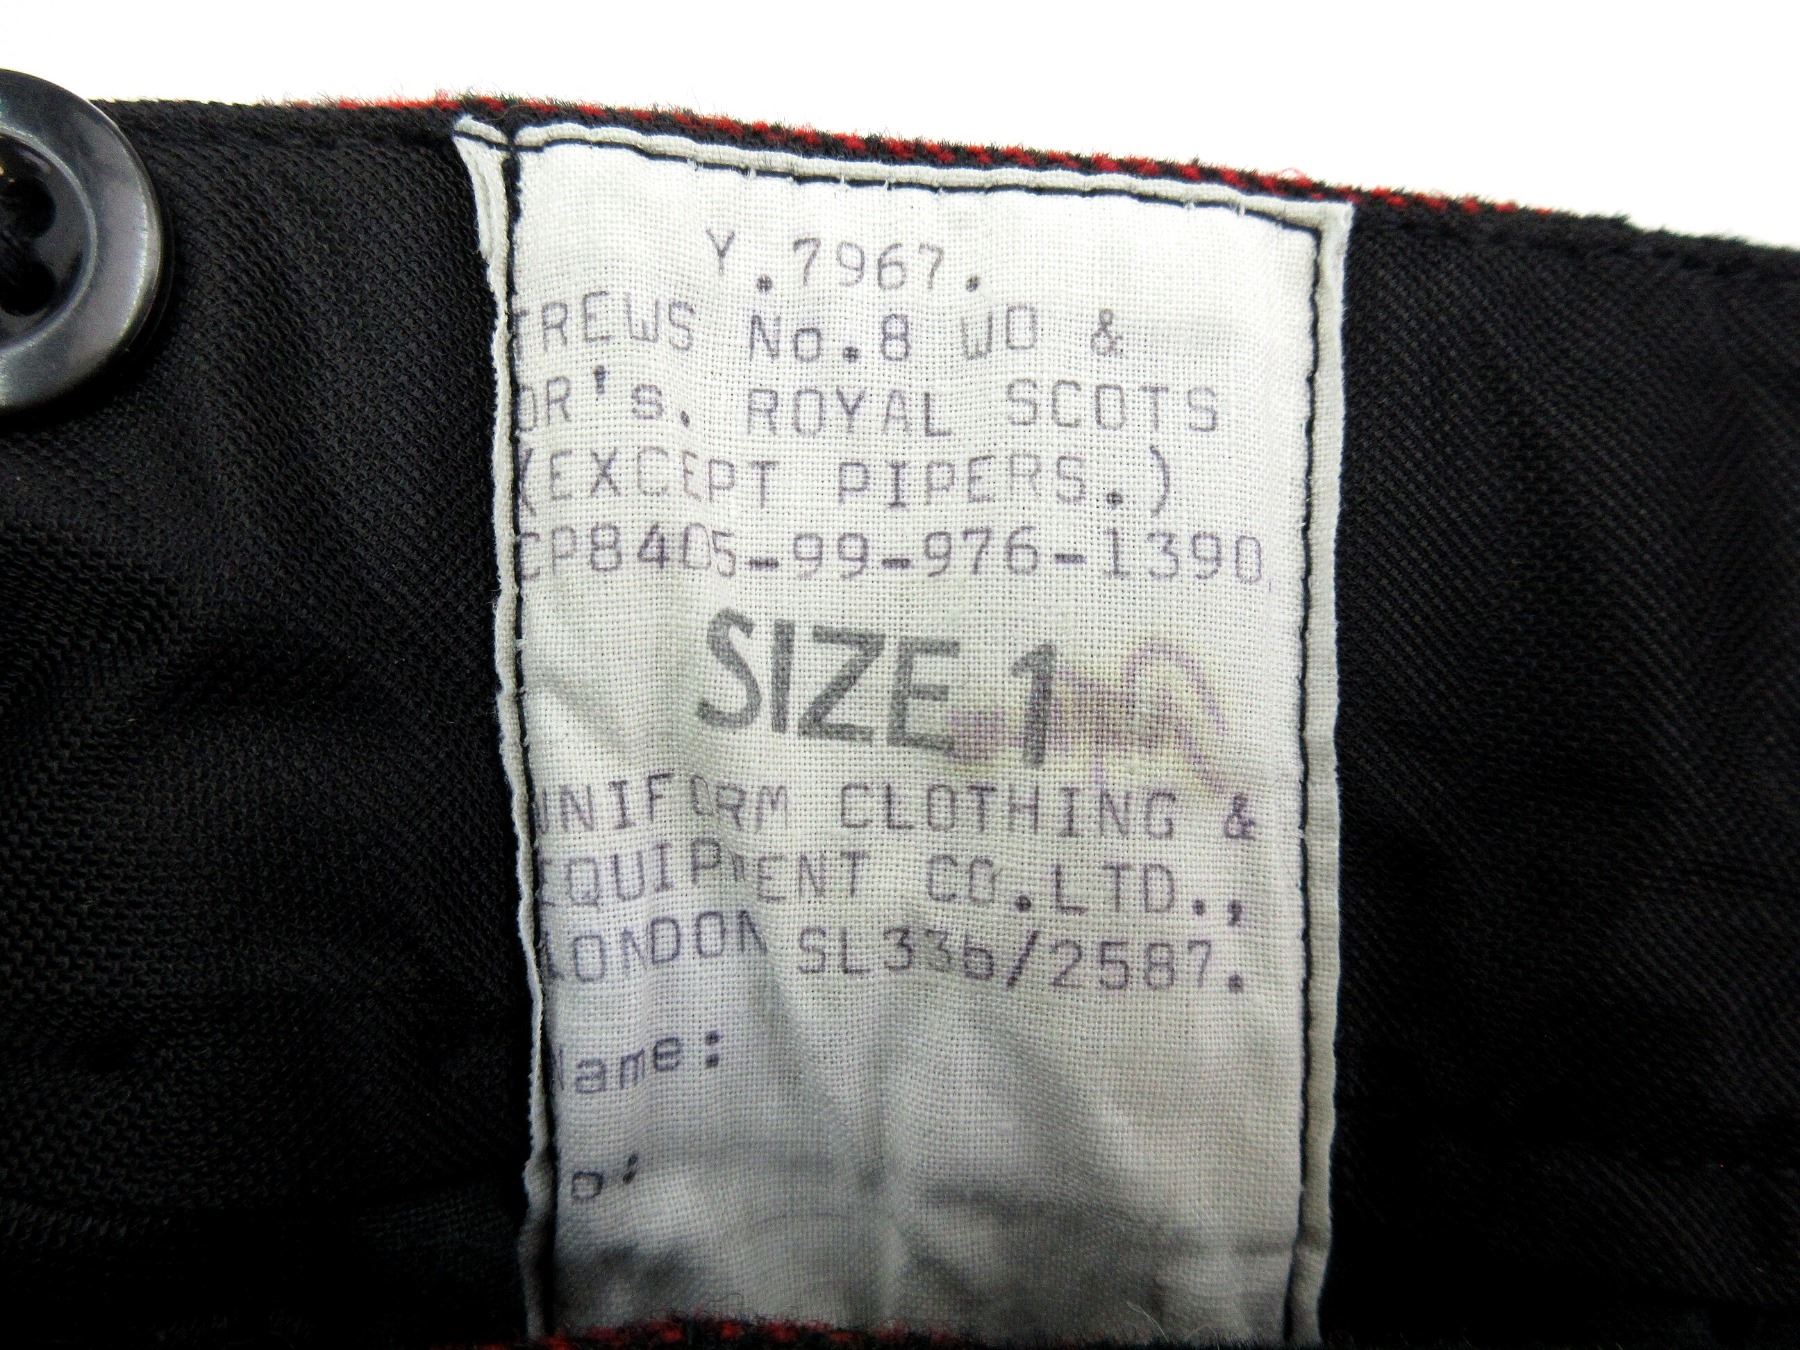 Y.7967.
TREWS No.8 WO &
OR's. ROYAL SCOTS
(EXCEPT PIPERS.)
CP8405-99-976-1390
SIZE 1
UNIFORM CLOTHING &
EQUIPMENT CO.LTD.,
LONDON SL33b/2587.
Name:
o: